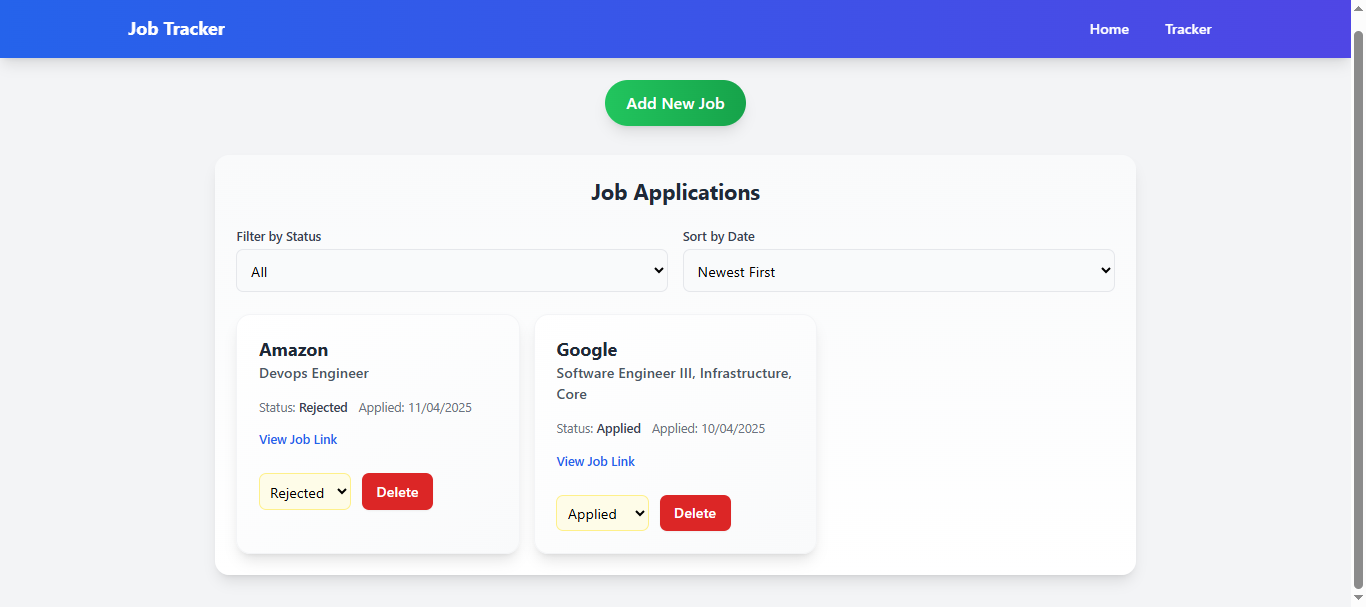 Job Tracker
Home
Tracker
Add New Job
Job Applications
Filter by Status
Sort by Date
All
Newest First
Amazon
Devops Engineer
Status: Rejected Applied: 11/04/2025
View Job Link
Rejected
Delete
Google
Software Engineer III, Infrastructure,
Core
Status: Applied Applied: 10/04/2025
View Job Link
Applied
Delete